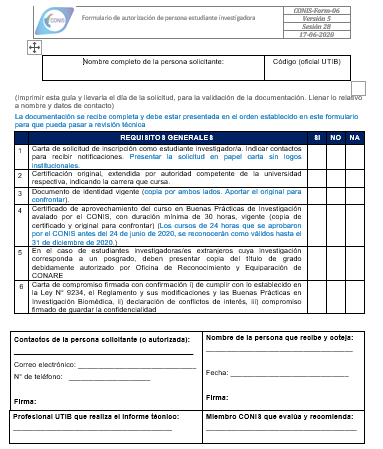 CONIS
Formulario de autorización de persona estudiante investigadora
CONIS-Form-06
Versión 5
Sesión 28
17-06-2020
Nombre completo de la persona solicitante:
Código (oficial UTIB)
(Imprimir esta guía y llevarla el día de la solicitud, para la validación de la documentación. Llenar lo relativo
a nombre y datos de contacto)
La documentación se recibe completa y debe estar presentada en el orden establecido en este formulario
para que pueda pasar a revisión técnica
REQUISITOS GENERALES SI NO NA
1 Carta de solicitud de inscripción como estudiante investigador/a. Indicar contactos
para recibir notificaciones. Presentar la solicitud en papel carta sin logos
institucionales.
2 Certificación original, extendida por autoridad competente de la universidad
respectiva, indicando la carrera que cursa.
3 Documento de identidad vigente (copia por ambos lados. Aportar el original para
confrontar).
4 Certificado de aprovechamiento del curso en Buenas Prácticas de Investigación
avalado por el CONIS, con duración mínima de 30 horas, vigente (copia de
certificado y original para confrontar) (Los cursos de 24 horas que se aprobaron
por el CONIS antes del 24 de junio de 2020, se reconocerán como válidos hasta el
31 de diciembre de 2020.)
5 En el caso de estudiantes investigadoras/es extranjeros cuya investigación
corresponda a un posgrado, deben presentar copia del título de grado
debidamente autorizado por Oficina de Reconocimiento y Equiparación de
CONARE
6 Carta de compromiso firmada con confirmación i) de cumplir con lo establecido en
la Ley N° 9234, el Reglamento y sus modificaciones y las Buenas Prácticas en
Investigación Biomédica, ii) declaración de conflictos de interés, iii) compromiso
firmado de guardar la confidencialidad
Contactos de la persona solicitante (o autorizada):
Correo electrónico:
N° de teléfono:
Firma:
Nombre de la persona que recibe y coteja:
Fecha:
Firma:
Profesional UTIB que realiza el informe técnico:
Miembro CONIS que evalúa y recomienda: